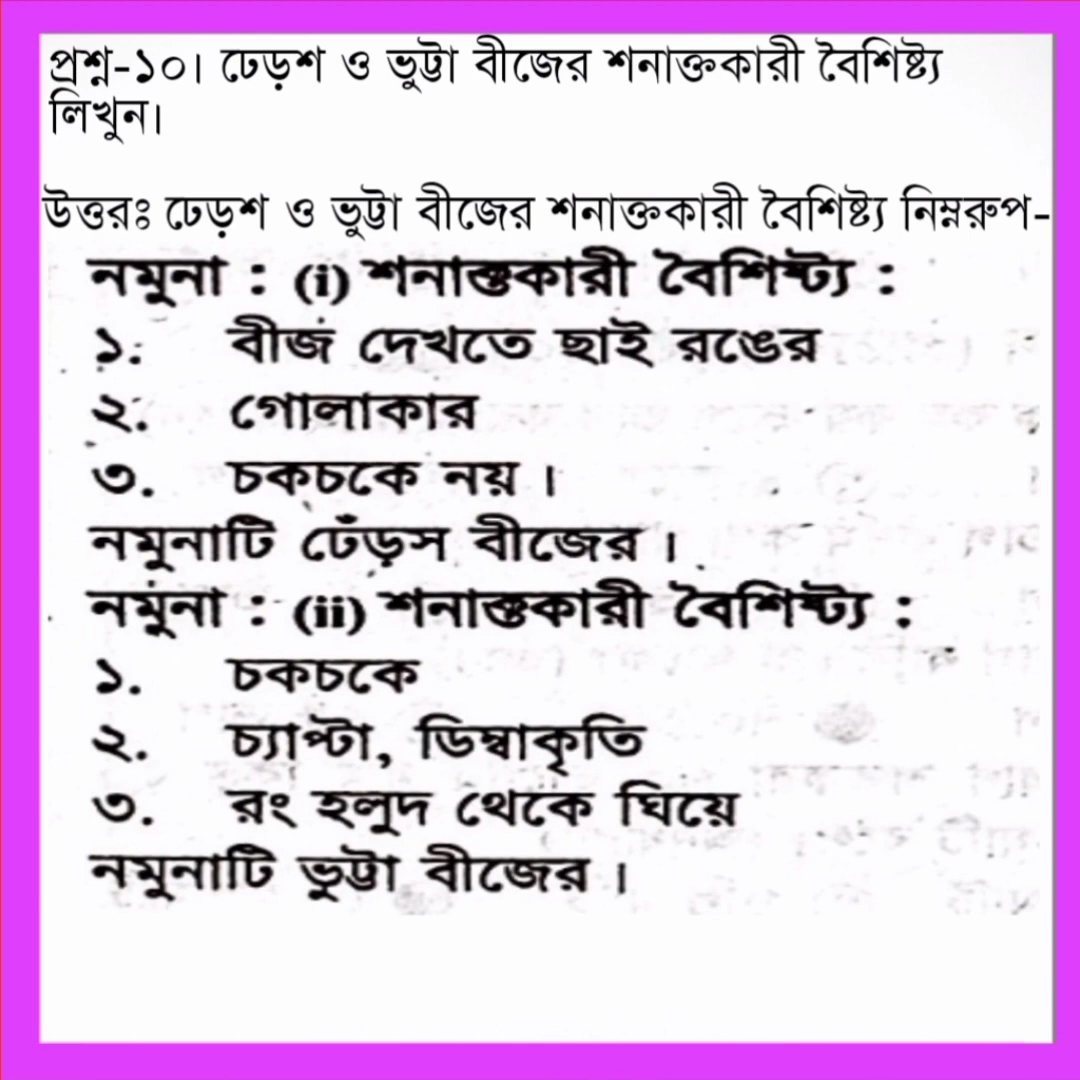 প্রশ্ন-১০। ঢেড়শ ও ভুট্টা বীজের শনাক্তকারী বৈশিষ্ট্য
লিখুন।
উত্তরঃ ঢেড়শ ও ভুট্টা বীজের শনাক্তকারী বৈশিষ্ট্য নিম্নরুপ-
নমুনা : (i) শনাক্তকারী বৈশিষ্ট্য :
১. বীজ দেখতে ছাই রঙের
২. গোলাকার
৩. চকচকে নয়।
নমুনাটি ঢেঁড়স বীজের।
নমুনা : (ii) শনাক্তকারী বৈশিষ্ট্য :
১. চকচকে
২. চ্যাপ্টা, ডিম্বাকৃতি
৩. রং হলুদ থেকে ঘিয়ে
নমুনাটি ভুট্টা বীজের।